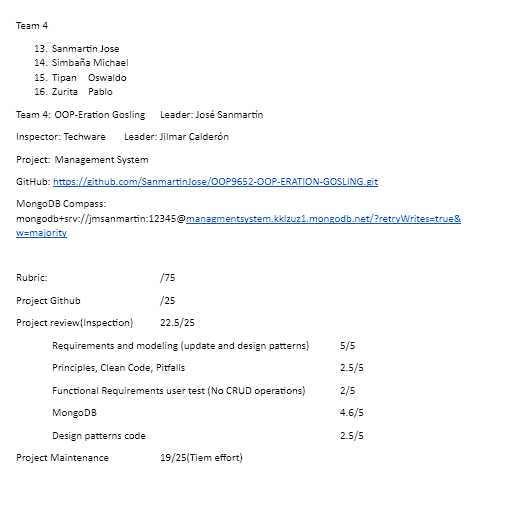 Team 4
13. Sanmartin Jose
14. Simbaña Michael
15. Tipan Oswaldo
16. Zurita Pablo
Team 4: OOP-Eration Gosling Leader: José Sanmartín
Inspector: Techware Leader: Jilmar Calderón
Project: Management System
GitHub: https://github.com/SanmartinJose/OOP9652-OOP-ERATION-GOSLING.git
MongoDB Compass:
mongodb+srv://jmsanmartin:12345@managmentsystem.kklzuz1.mongodb.net/?retryWrites=true&
w=majority
Rubric: /75
Project Github /25
Project review(Inspection) 22.5/25
Requirements and modeling (update and design patterns) 5/5
Principles, Clean Code, Pitfalls 2.5/5
Functional Requirements user test (No CRUD operations) 2/5
MongoDB 4.6/5
Design patterns code 2.5/5
Project Maintenance 19/25(Tiem effort)